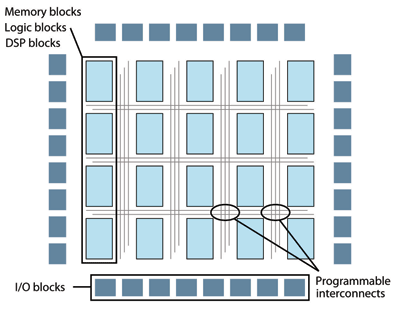 Memory blocks
Logic blocks
DSP blocks
I/O blocks
Programmable
interconnects